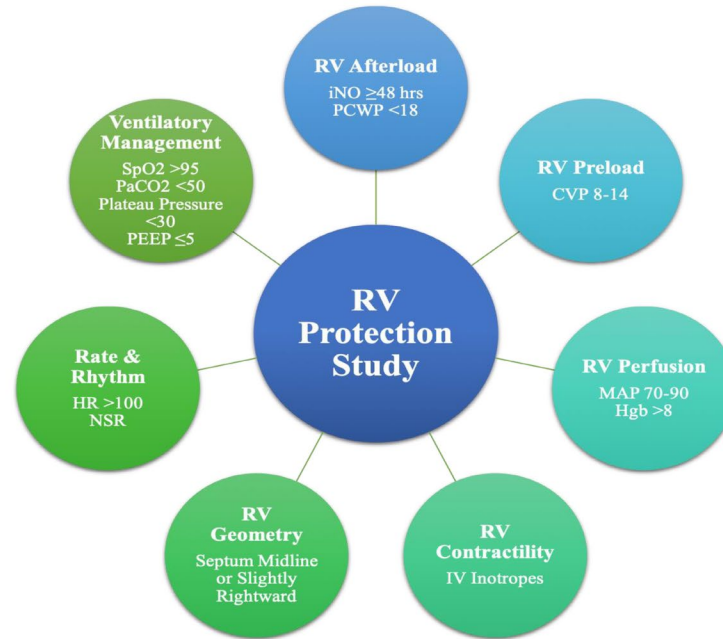 RV Afterload
iNO ≥48 hrs
PCWP <18
RV Preload
CVP 8-14
RV Perfusion
MAP 70-90
Hgb >8
RV
Contractility
IV Inotropes
RV
Geometry
Septum Midline
or Slightly
Rightward
Rate &
Rhythm
HR >100
NSR
Ventilatory
Management
SpO2 >95
PaCO2 <50
Plateau Pressure
<30
PEEP ≤5
RV
Protection
Study